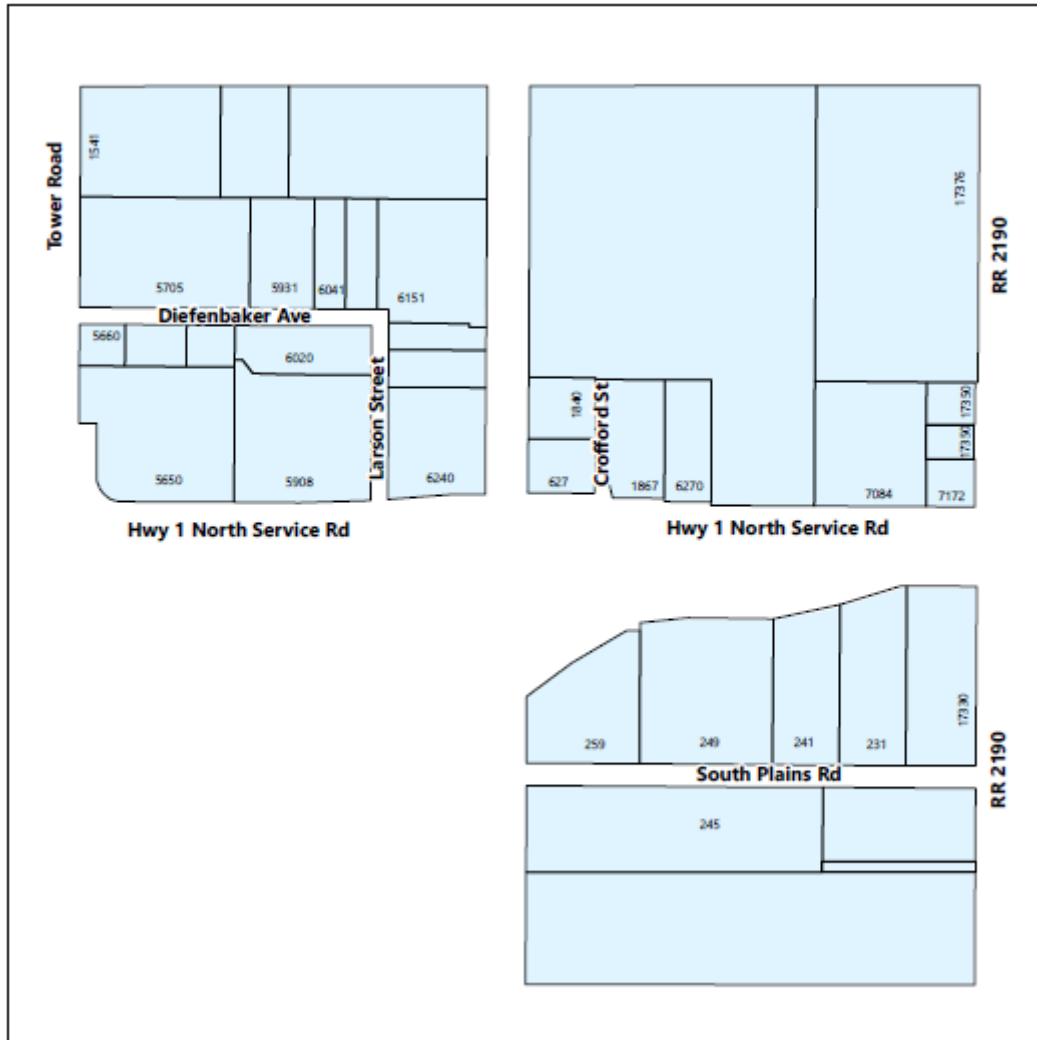 1541
Tower Road
17376
RR 2190
5705
5931
6041
6151
Diefenbaker Ave
5660
6020
Larson Street
5650
5908
6240
Hwy 1 North Service Rd
1840
Crofford St
17350
17350
627
1867
6270
7084
7172
Hwy 1 North Service Rd
259
249
241
231
17330
South Plains Rd
RR 2190
245